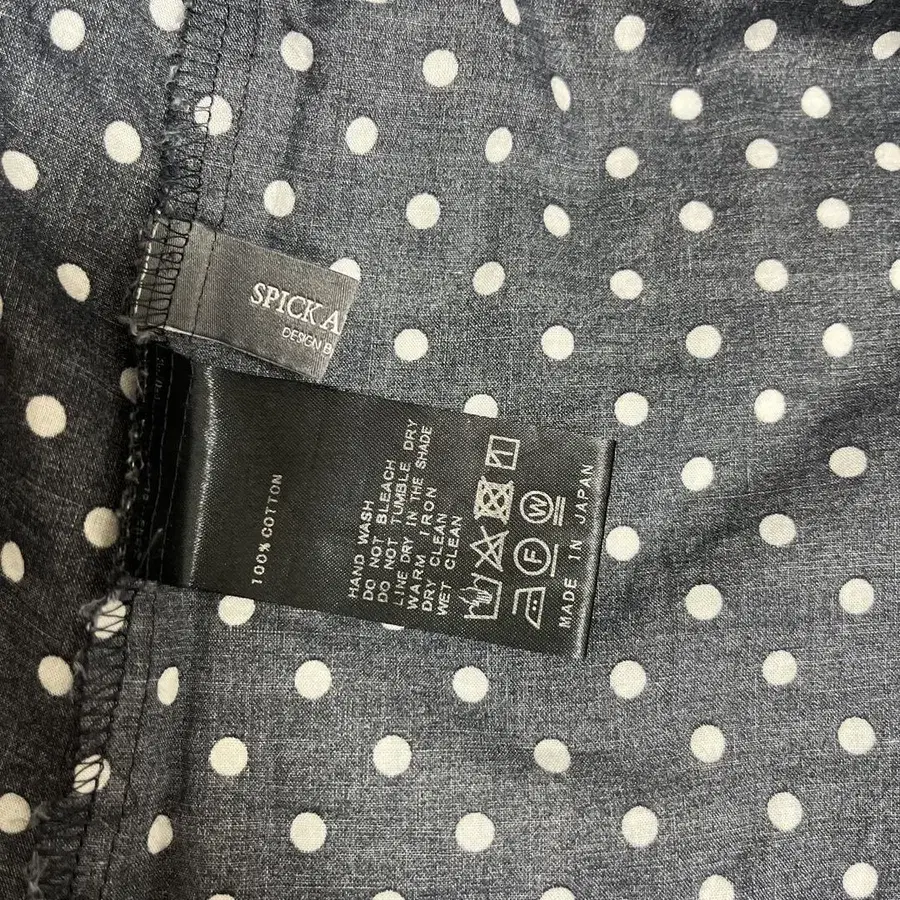 SPICK A
DESIGN B
100% COTTON
HAND WASH
DO NOT BLEACH
DO NOT TUMBLE DRY
LINE DRY IN THE SHADE
WARM IRON
DRY CLEAN
WET CLEAN
F W
MADE IN JAPAN